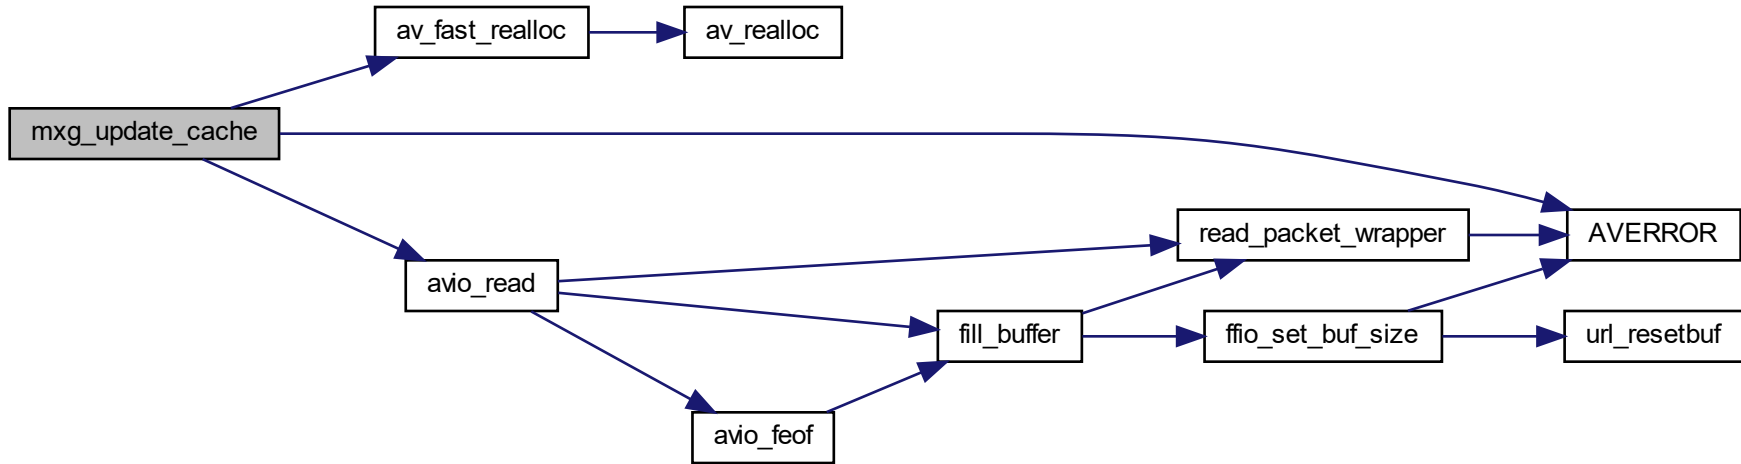 av_fast_realloc
av_realloc
mxg_update_cache
read_packet_wrapper
AVERROR
avio_read
fill_buffer
ffio_set_buf_size
url_resetbuf
avio_feof